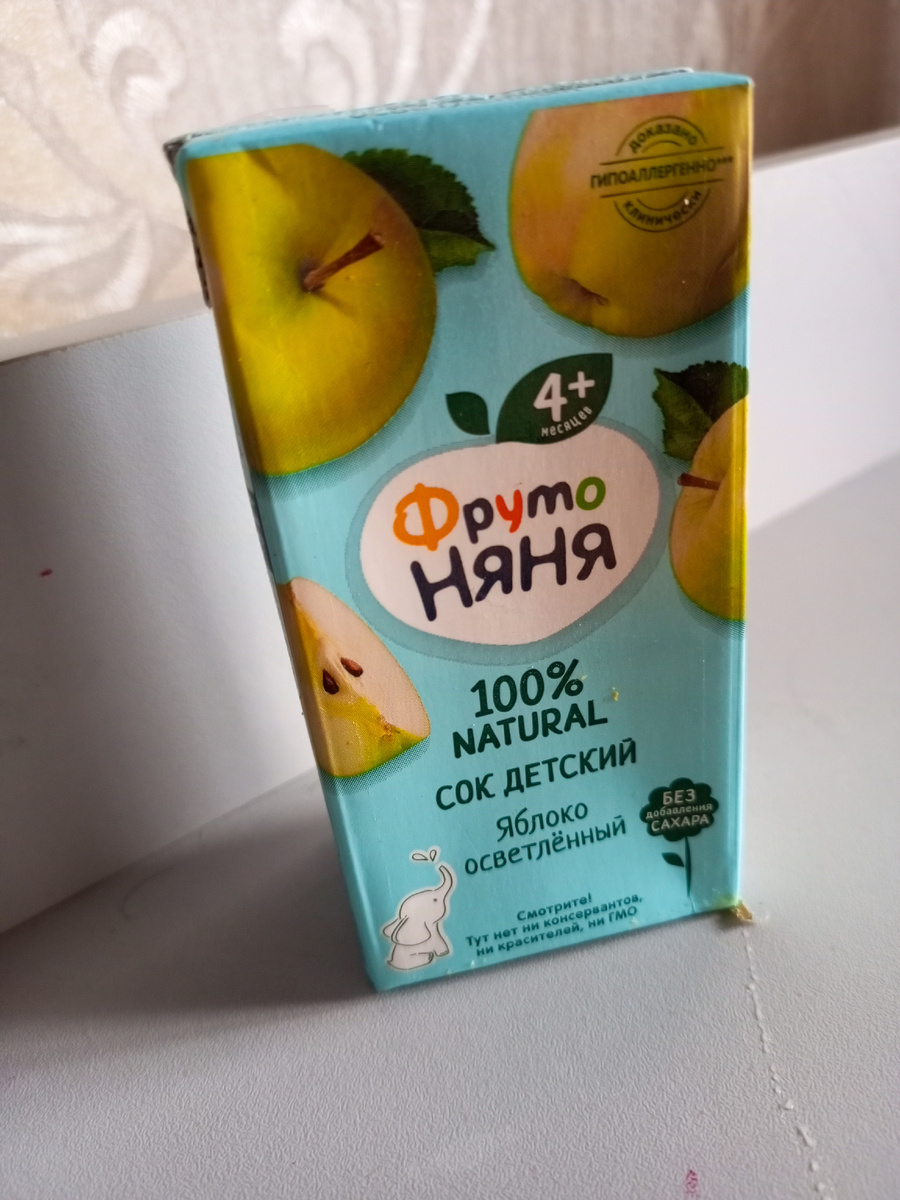 доказано
ГИПОАЛЛЕРГЕННО***
клинически
4+
месяцев
Фруто
НЯНЯ
100%
NATURAL
СОК ДЕТСКИЙ
Яблоко
осветлённый
БЕЗ
добавления
САХАРА
Смотрите!
Тут нет ни консервантов,
ни красителей, ни ГМО